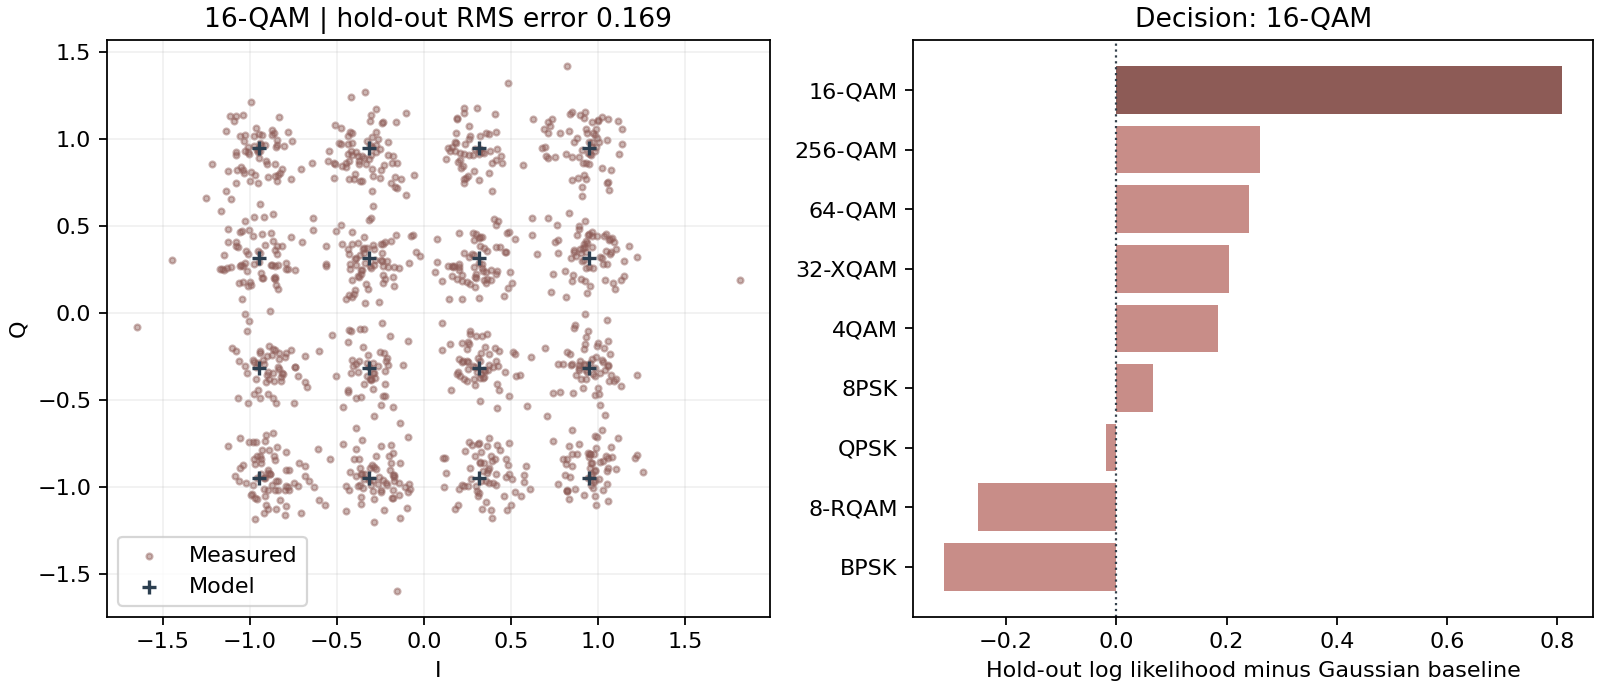 16-QAM | hold-out RMS error 0.169
1.5
1.0
0.5
0.0
−0.5
−1.0
−1.5
Q
Measured
Model
−1.5
−1.0
−0.5
0.0
0.5
1.0
1.5
I
Decision: 16-QAM
16-QAM
256-QAM
64-QAM
32-XQAM
4QAM
8PSK
QPSK
8-RQAM
BPSK
−0.2
0.0
0.2
0.4
0.6
0.8
Hold-out log likelihood minus Gaussian baseline